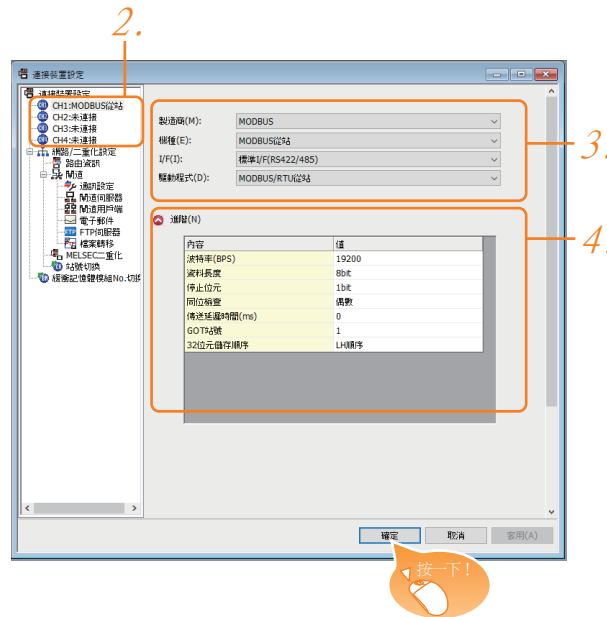 2.
連接裝置設定
連接裝置設定
CH1:MODBUS從站
CH2:未連接
CH3:未連接
CH4:未連接
網路/二重化設定
路由資訊
閘道
通訊設定
閘道伺服器
閘道用戶端
電子郵件
FTP伺服器
檔案轉移
MELSEC二重化
站號切換
緩衝記憶體模組No.切換
製造商(M):
MODBUS
機種(E):
MODBUS從站
I/F(I):
標準I/F(RS422/485)
驅動程式(D):
MODBUS/RTU從站
3.
進階(N)
4.
內容 值
波特率(BPS) 19200
資料長度 8bit
停止位元 1bit
同位檢查 偶數
傳送延遲時間(ms) 0
GOT站號 1
32位元儲存順序 LH順序
確定
取消
套用(A)
按一下!